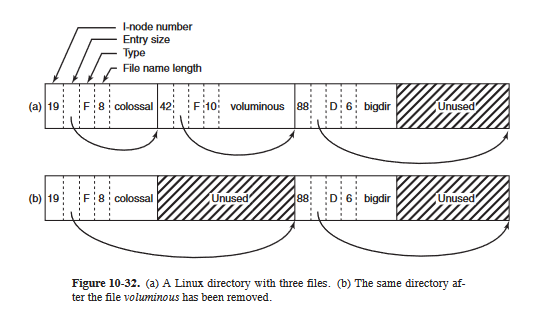 I-node number
Entry size
Type
File name length
(a) 19 F 8 colossal 42 F 10 voluminous 88 D 6 bigdir Unused
(b) 19 F 8 colossal Unused 88 D 6 bigdir Unused
Figure 10-32. (a) A Linux directory with three files. (b) The same directory af-
ter the file voluminous has been removed.